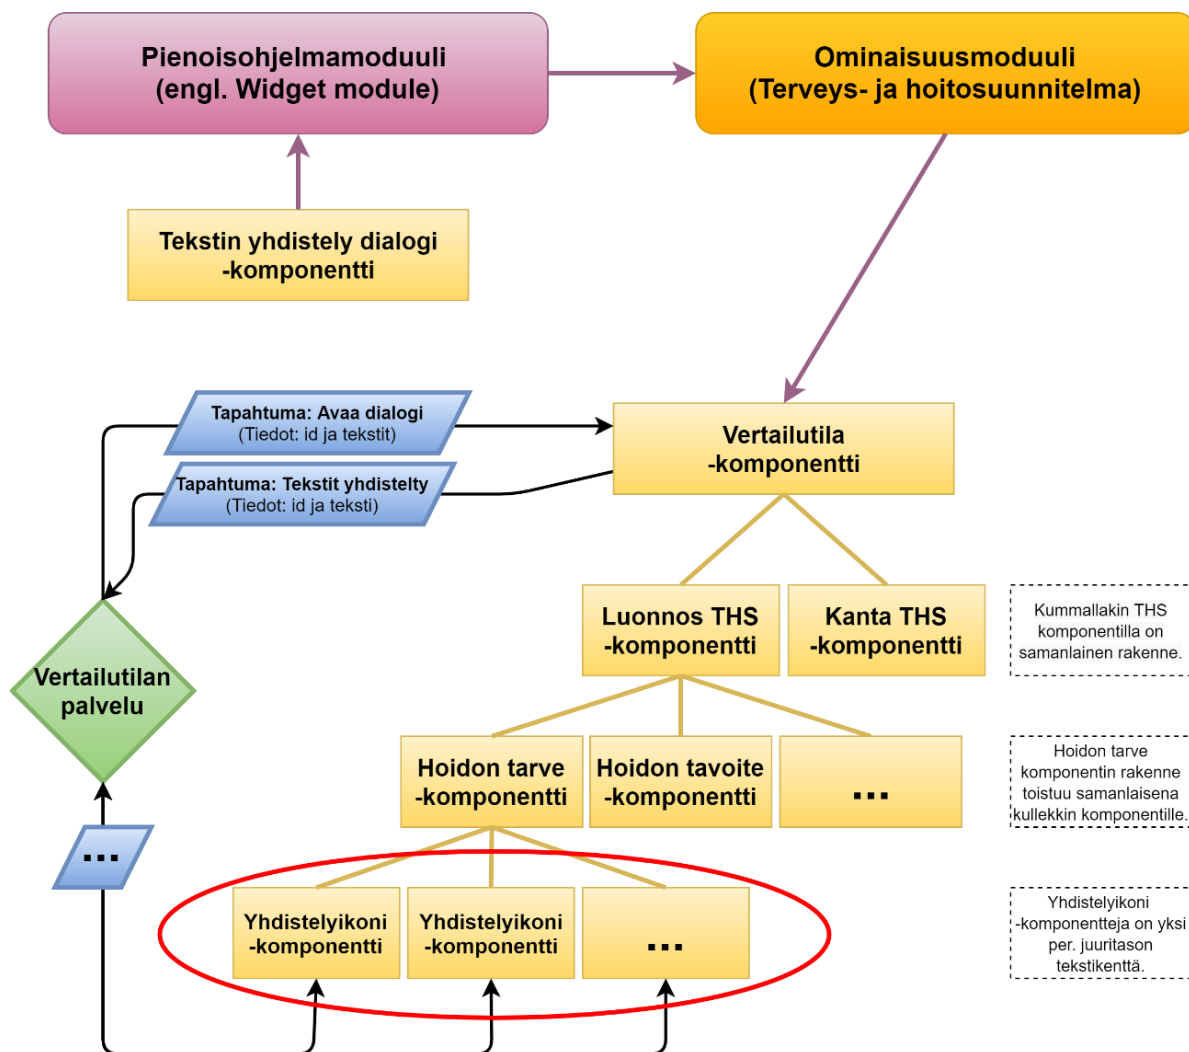 Pienoisohjelmamoduuli
(engl. Widget module)
Ominaisuusmoduuli
(Terveys- ja hoitosuunnitelma)
Tekstin yhdistely dialogi
-komponentti
Tapahtuma: Avaa dialogi
(Tiedot: id ja tekstit)
Tapahtuma: Tekstit yhdistelty
(Tiedot: id ja teksti)
Vertailutila
-komponentti
Luonnos THS
-komponentti
Kanta THS
-komponentti
Kummallakin THS
komponentilla on
samanlainen rakenne.
Vertailutilan
palvelu
Hoidon tarve
-komponentti
Hoidon tavoite
-komponentti
...
Hoidon tarve
komponentin rakenne
toistuu samanlaisena
kullekkin komponentille.
...
Yhdistelyikoni
-komponentti
Yhdistelyikoni
-komponentti
...
Yhdistelyikoni
-komponentteja on yksi
per. juuritason
tekstikenttä.